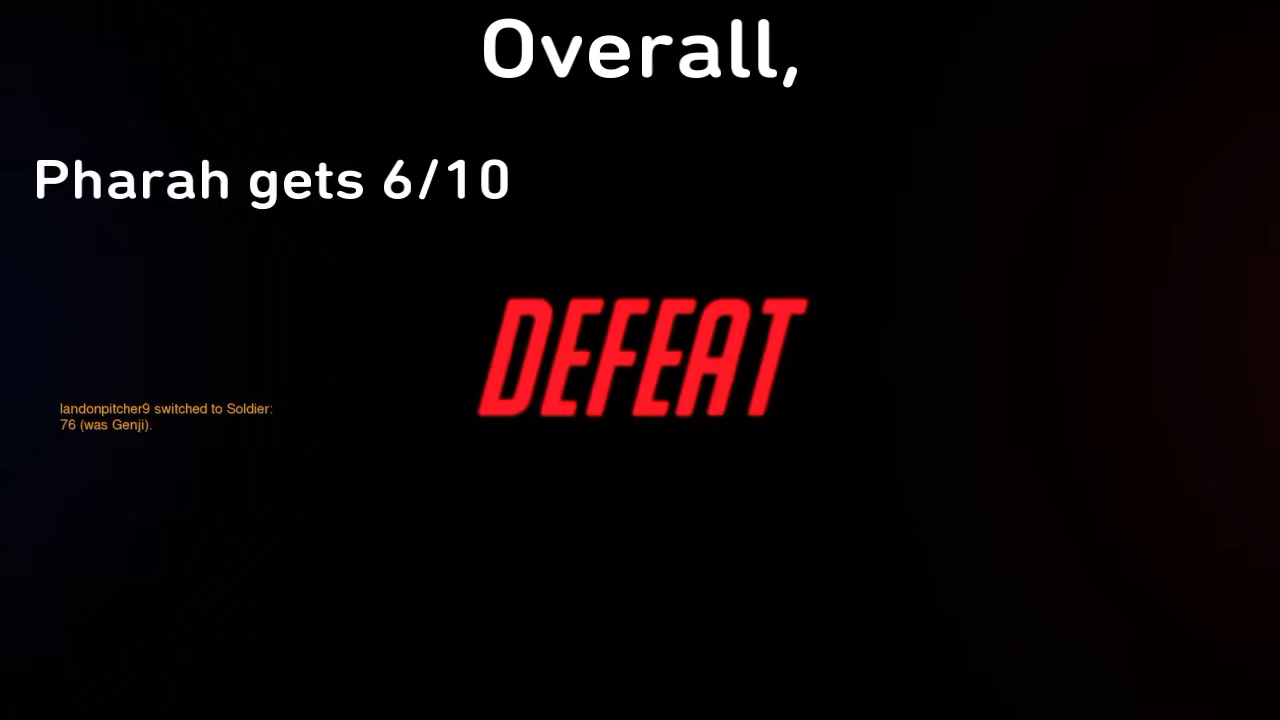 Overall,
Pharah gets 6/10
DEFEAT
landonpitcher9 switched to Soldier:
76 (was Genji).